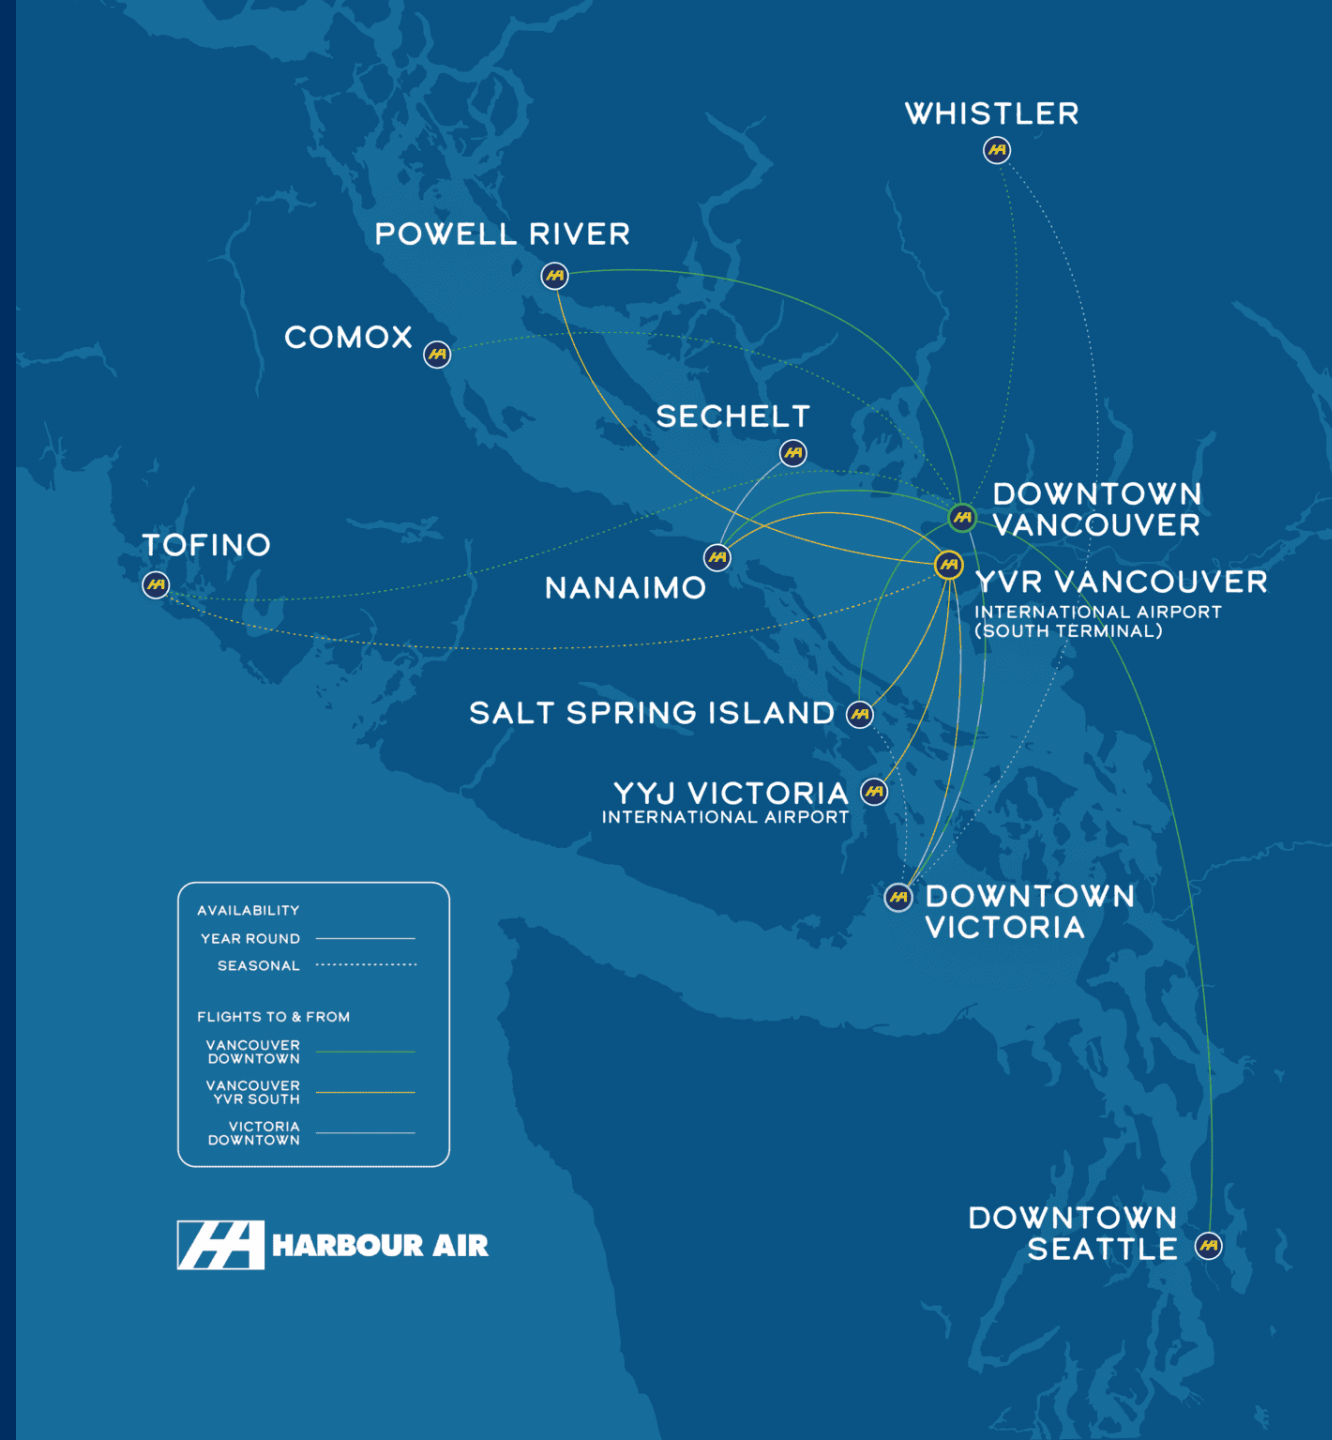 WHISTLER
POWELL RIVER
COMOX
SECHELT
DOWNTOWN
VANCOUVER
TOFINO
NANAIMO
YVR VANCOUVER
INTERNATIONAL AIRPORT
(SOUTH TERMINAL)
SALT SPRING ISLAND
YYJ VICTORIA
INTERNATIONAL AIRPORT
DOWNTOWN
VICTORIA
AVAILABILITY
YEAR ROUND
SEASONAL
FLIGHTS TO & FROM
VANCOUVER
DOWNTOWN
VANCOUVER
YVR SOUTH
VICTORIA
DOWNTOWN
DOWNTOWN
SEATTLE
HARBOUR AIR